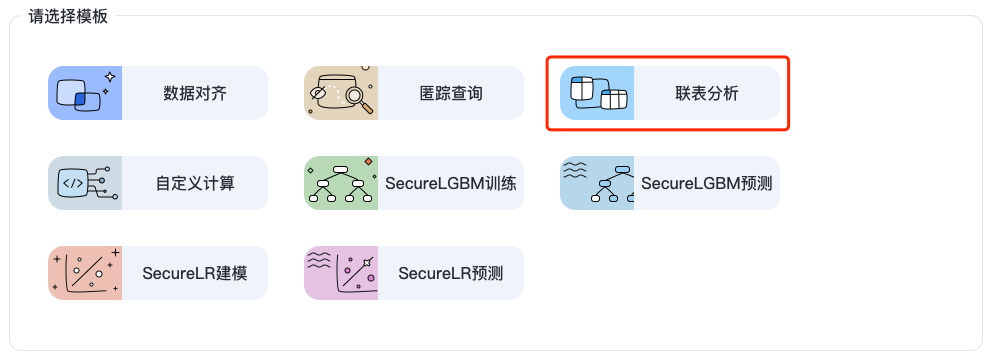 请选择模板
数据对齐
匿踪查询
联表分析
</>
自定义计算
SecureLGBM训练
SecureLGBM预测
SecureLR建模
SecureLR预测